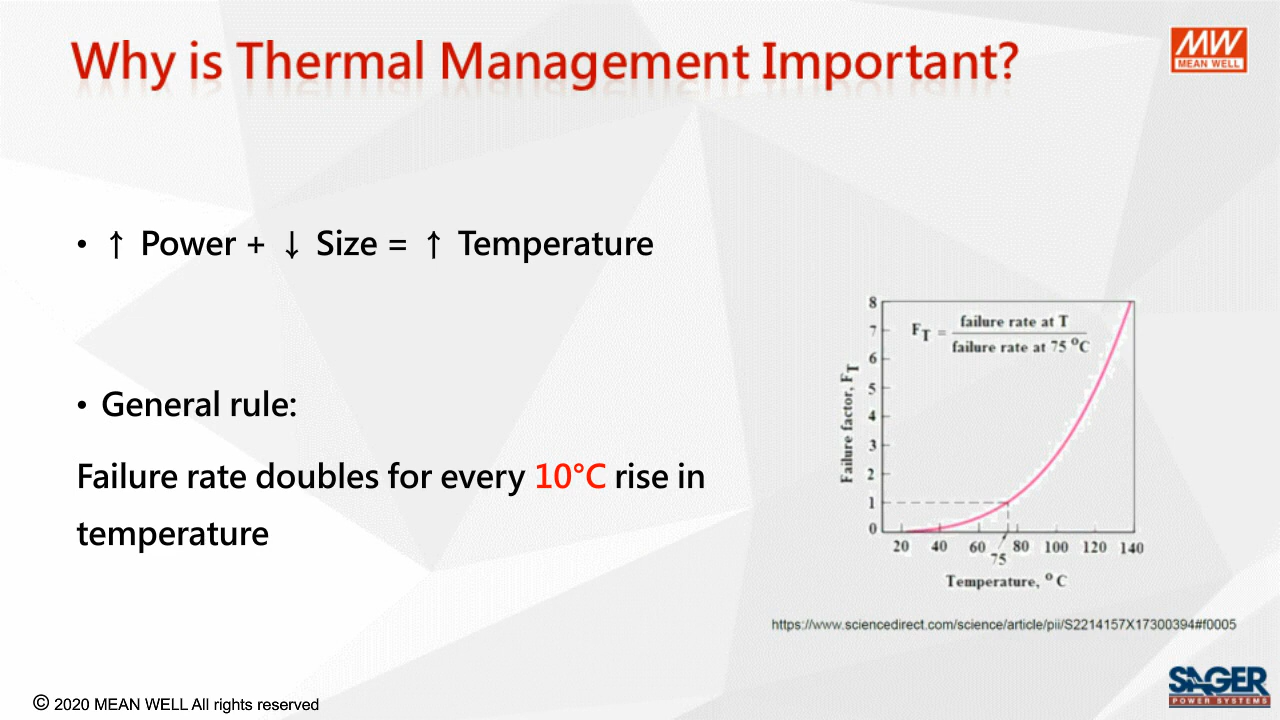 Why is Thermal Management Important?
MW
MEAN WELL
• ↑ Power + ↓ Size = ↑ Temperature
• General rule:
Failure rate doubles for every 10°C rise in
temperature
8
7
6
5
4
3
2
1
0
Failure factor, F_T
F_T = failure rate at T
failure rate at 75 °C
20 40 60 80 100 120 140
75
Temperature, °C
https://www.sciencedirect.com/science/article/pii/S2214157X17300394#f0005
SAGER
POWER SYSTEMS
© 2020 MEAN WELL All rights reserved